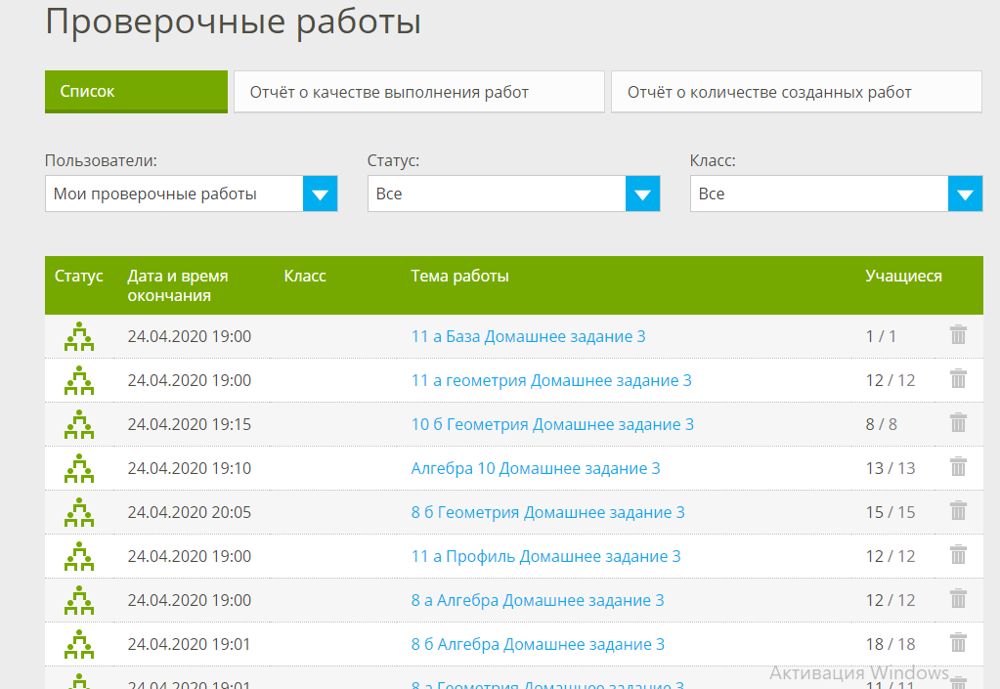 Проверочные работы
Список
Отчёт о качестве выполнения работ
Отчёт о количестве созданных работ
Пользователи:
Статус:
Класс:
Мои проверочные работы
Все
Все
Статус
Дата и время окончания
Класс
Тема работы
Учащиеся
24.04.2020 19:00 11 а База Домашнее задание 3 1 / 1
24.04.2020 19:00 11 а геометрия Домашнее задание 3 12 / 12
24.04.2020 19:15 10 б Геометрия Домашнее задание 3 8 / 8
24.04.2020 19:10 Алгебра 10 Домашнее задание 3 13 / 13
24.04.2020 20:05 8 б Геометрия Домашнее задание 3 15 / 15
24.04.2020 19:00 11 а Профиль Домашнее задание 3 12 / 12
24.04.2020 19:00 8 а Алгебра Домашнее задание 3 12 / 12
24.04.2020 19:01 8 б Алгебра Домашнее задание 3 18 / 18
Активация Windows
24.04.2020 19:01 8 а Геометрия Домашнее задание 3 11 / 11